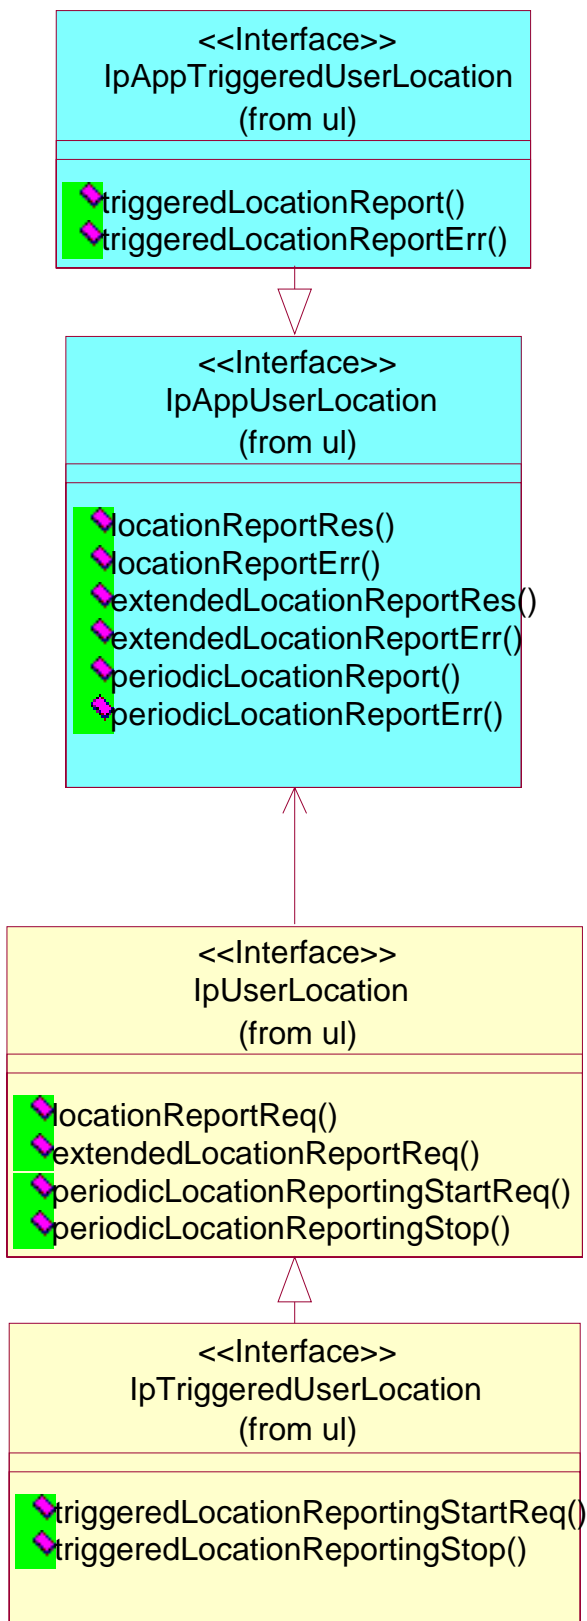 <<Interface>>
IpAppTriggeredUserLocation
(from ul)
triggeredLocationReport()
triggeredLocationReportErr()
<<Interface>>
IpAppUserLocation
(from ul)
locationReportRes()
locationReportErr()
extendedLocationReportRes()
extendedLocationReportErr()
periodicLocationReport()
periodicLocationReportErr()
<<Interface>>
IpUserLocation
(from ul)
locationReportReq()
extendedLocationReportReq()
periodicLocationReportingStartReq()
periodicLocationReportingStop()
<<Interface>>
IpTriggeredUserLocation
(from ul)
triggeredLocationReportingStartReq()
triggeredLocationReportingStop()